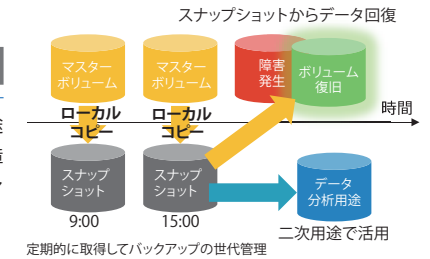 スナップショットからデータ回復
マスター
ボリューム
マスター
ボリューム
障害
発生
ボリューム
復旧
ローカル
コピー
ローカル
コピー
時間
スナップ
ショット
スナップ
ショット
データ
分析用途
9:00
15:00
二次用途で活用
定期的に取得してバックアップの世代管理